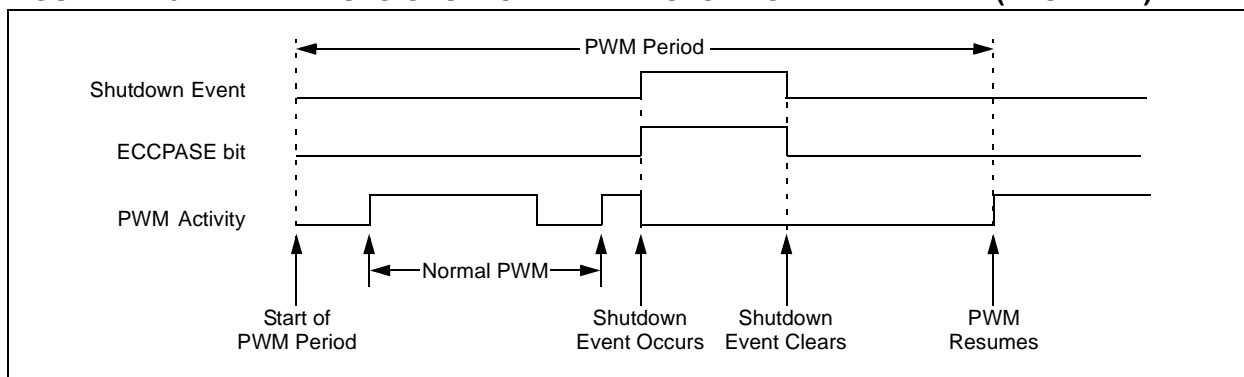 PWM Period
Shutdown Event
ECCPASE bit
PWM Activity
Normal PWM
Start of
PWM Period
Shutdown
Event Occurs
Shutdown
Event Clears
PWM
Resumes